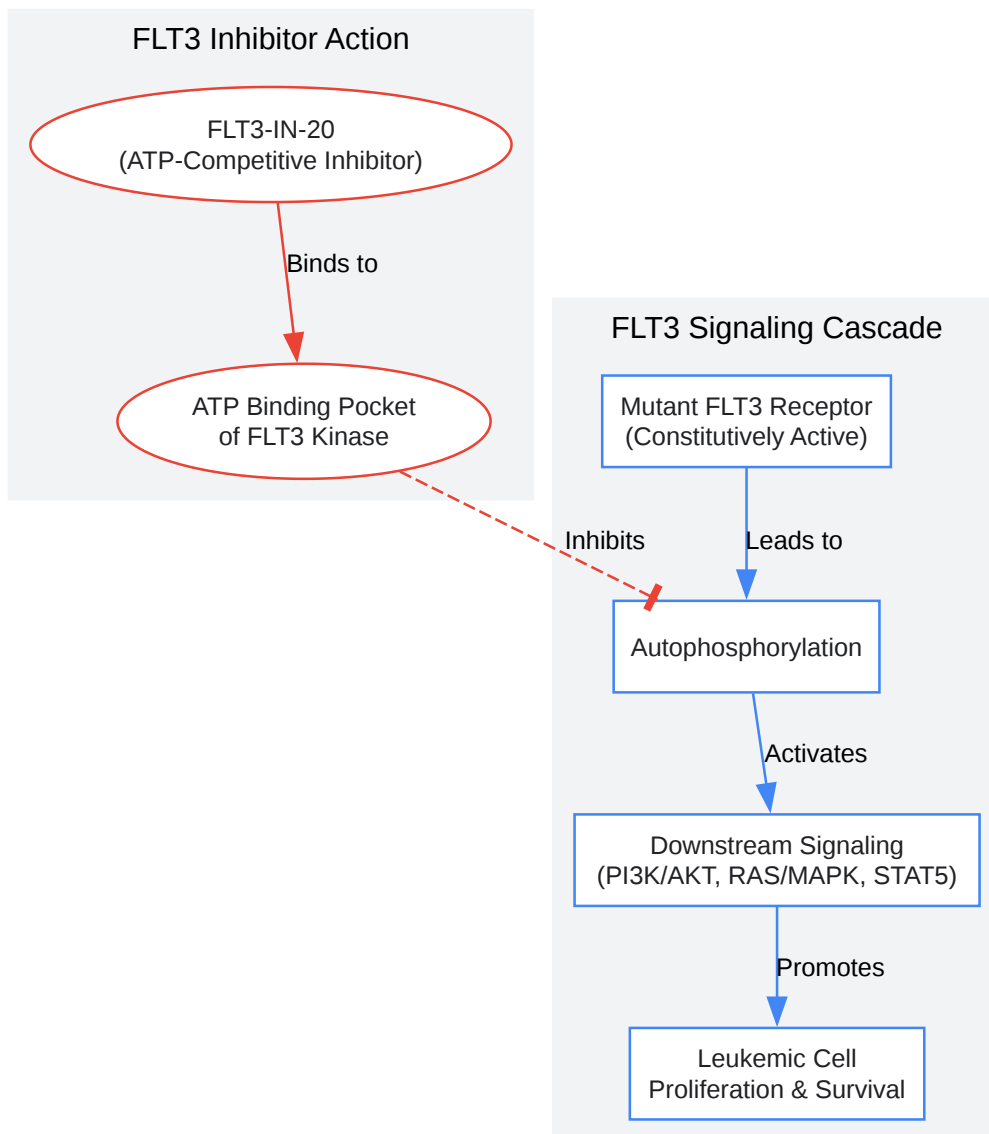 FLT3 Inhibitor Action
FLT3-IN-20
(ATP-Competitive Inhibitor)
Binds to
ATP Binding Pocket
of FLT3 Kinase
Inhibits
FLT3 Signaling Cascade
Mutant FLT3 Receptor
(Constitutively Active)
Leads to
Autophosphorylation
Activates
Downstream Signaling
(PI3K/AKT, RAS/MAPK, STAT5)
Promotes
Leukemic Cell
Proliferation & Survival